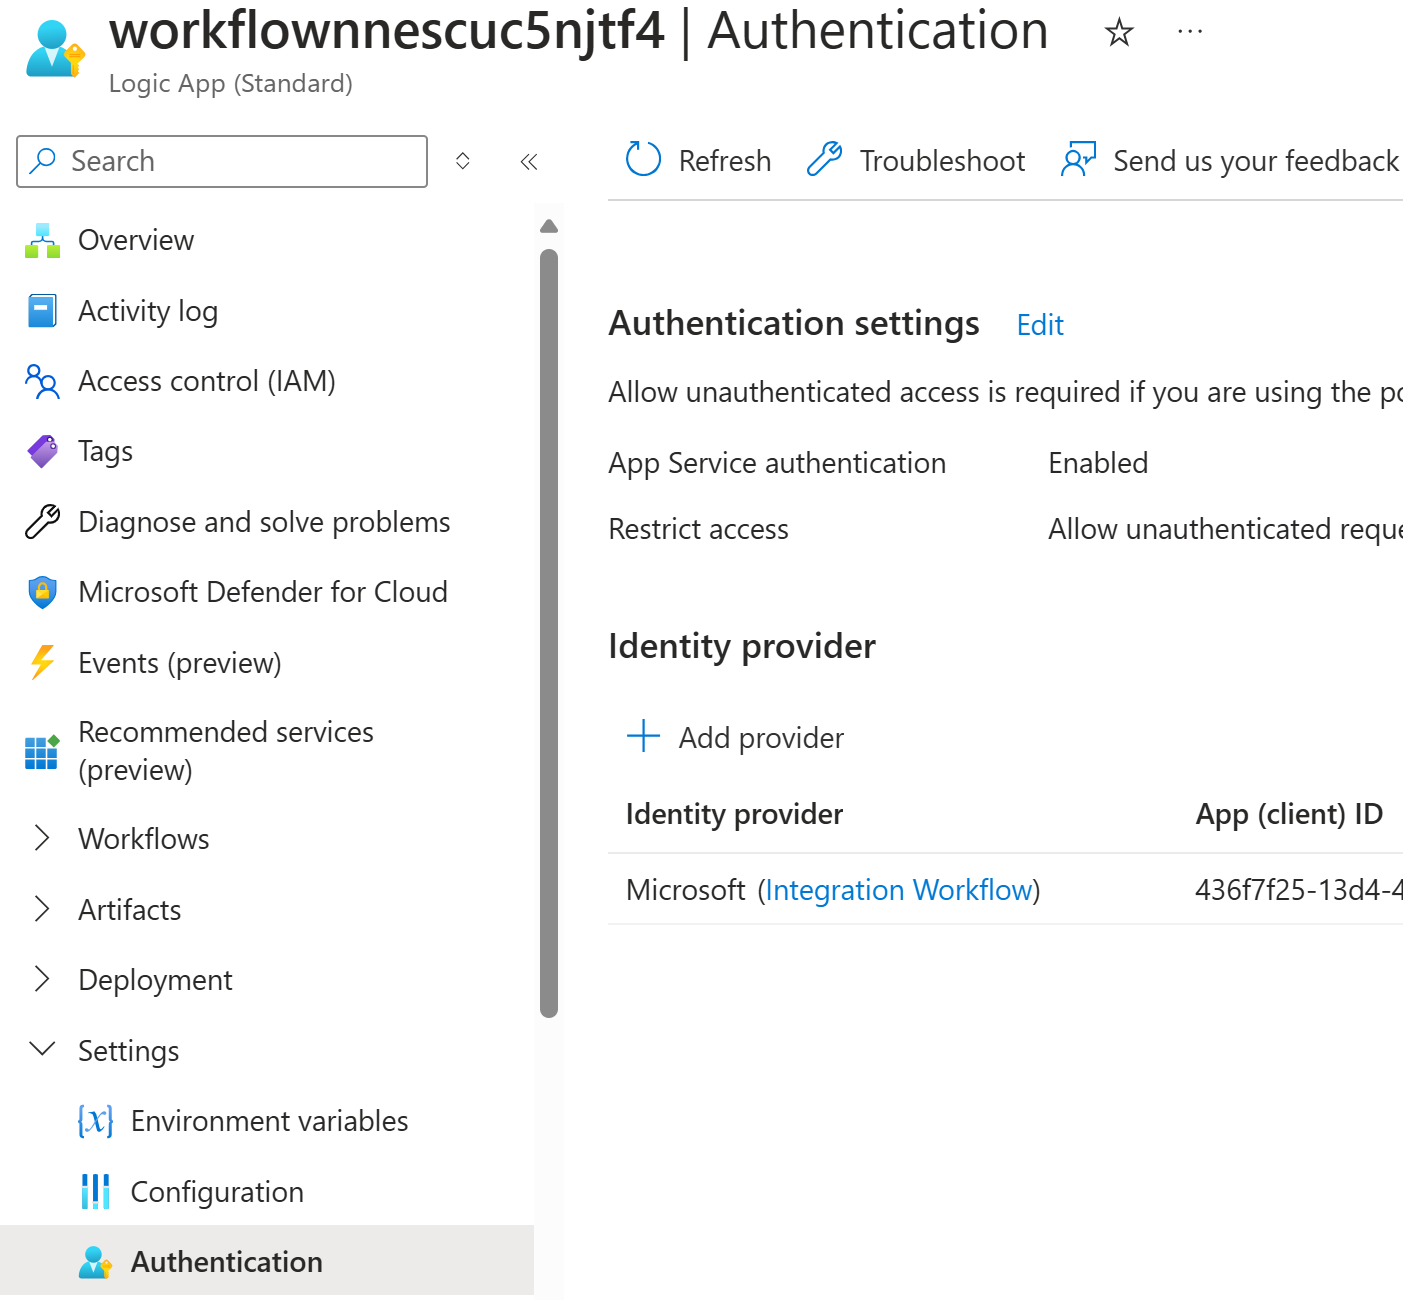 workflownnescuc5njtf4 | Authentication
Logic App (Standard)
Search
Refresh
Troubleshoot
Send us your feedback
Overview
Activity log
Access control (IAM)
Tags
Diagnose and solve problems
Microsoft Defender for Cloud
Events (preview)
Recommended services
(preview)
Workflows
Artifacts
Deployment
Settings
{x} Environment variables
Configuration
Authentication
Authentication settings Edit
Allow unauthenticated access is required if you are using the
App Service authentication Enabled
Restrict access Allow unauthenticated
Identity provider
Add provider
Identity provider App (client) ID
Microsoft (Integration Workflow) 436f7f25-13d4-4